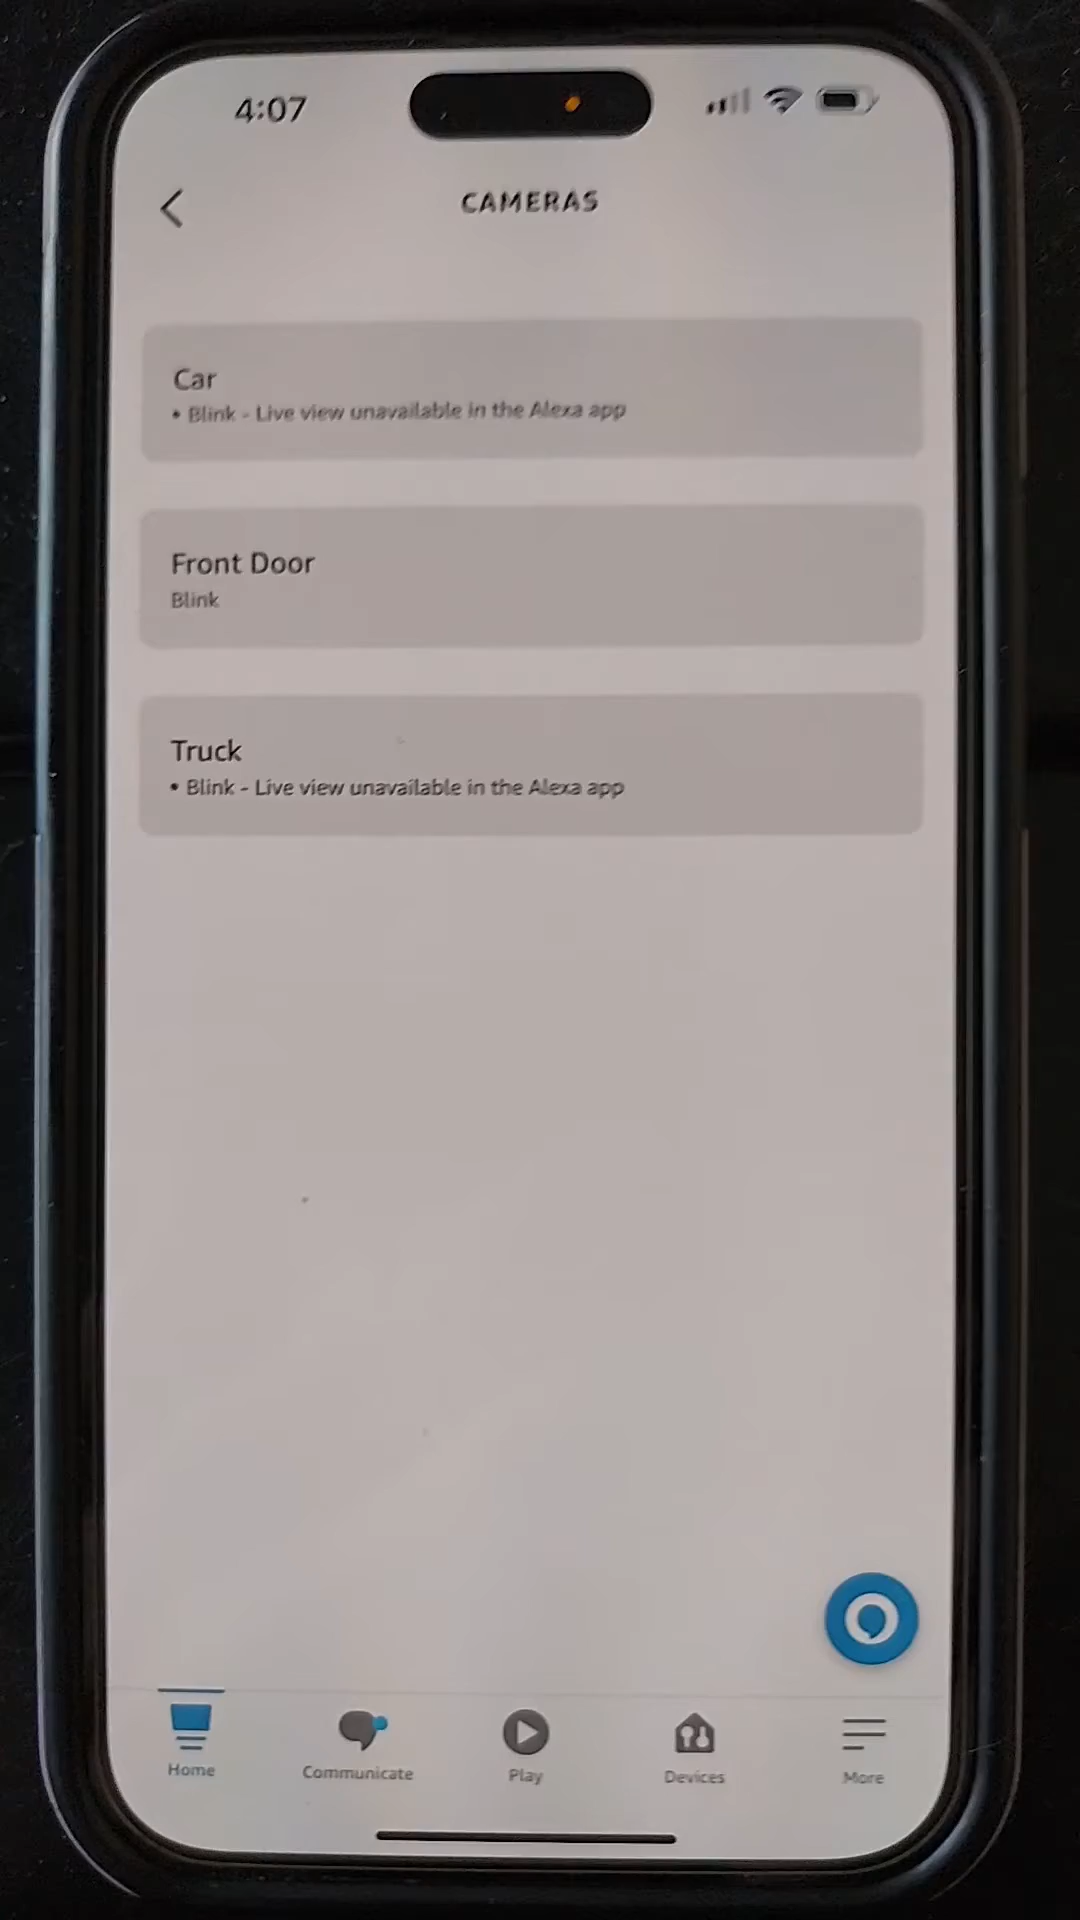 4:07
CAMERAS
Car
• Blink - Live view unavailable in the Alexa app
Front Door
Blink
Truck
• Blink - Live view unavailable in the Alexa app
Home
Communicate
Play
Devices
More